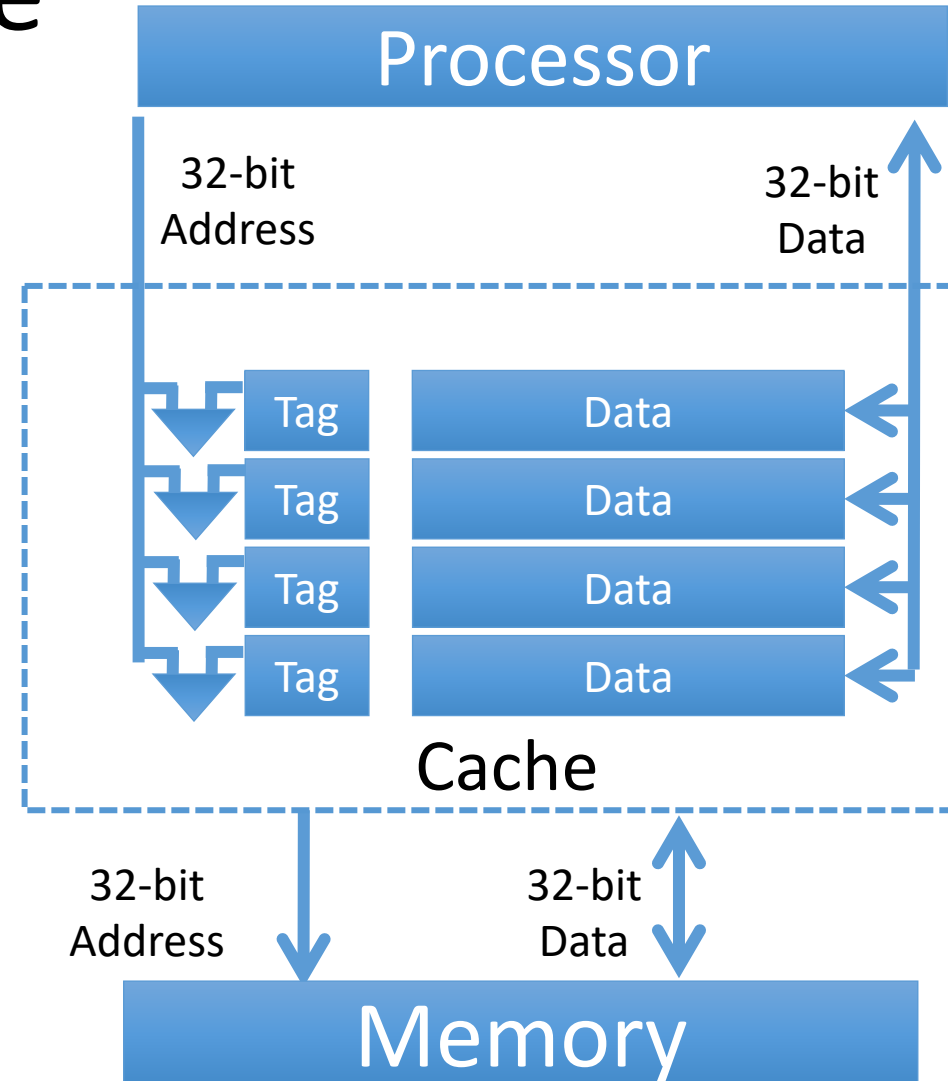 e
Processor
32-bit
Address
32-bit
Data
Tag
Data
Tag
Data
Tag
Data
Tag
Data
Cache
32-bit
Address
32-bit
Data
Memory